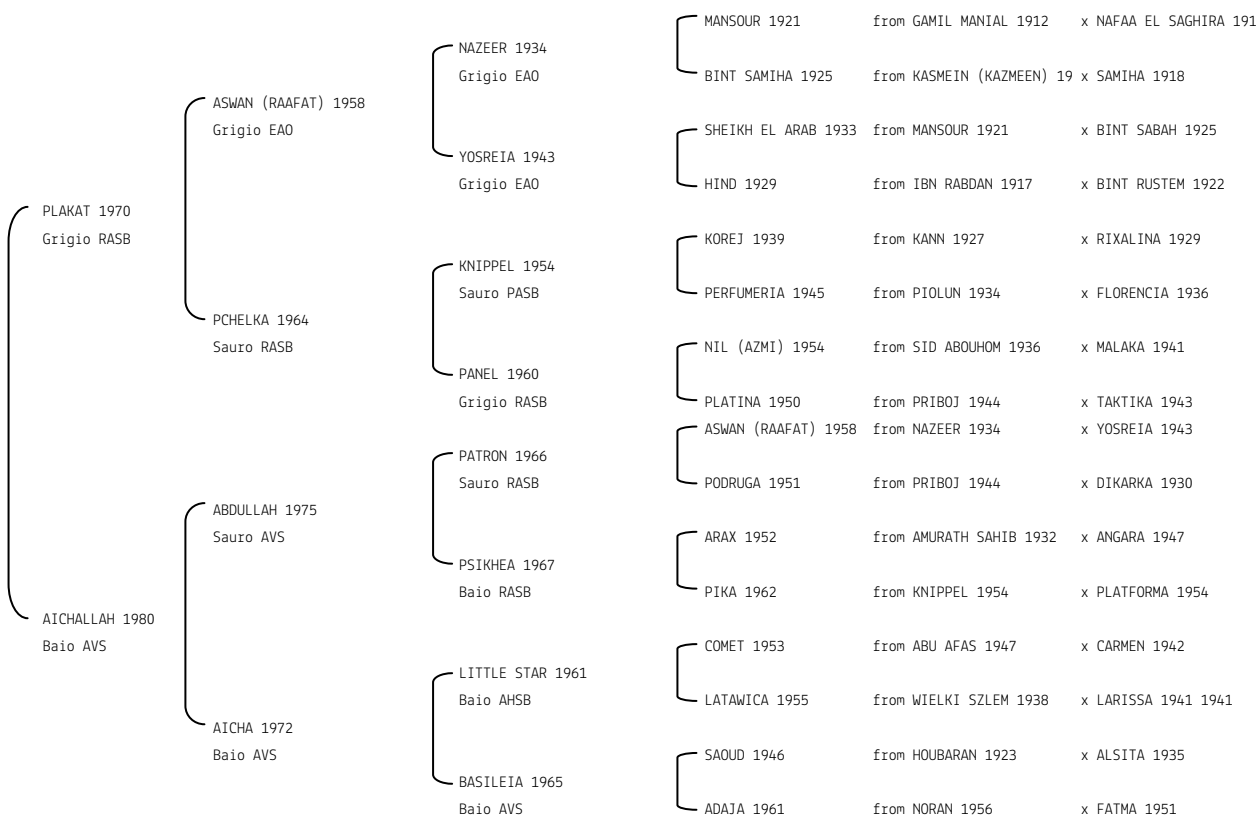 MANSOUR 1921 from GAMIL MANIAL 1912 x NAFAA EL SAGHIRA 191
NAZEER 1934
Grigio EAO
BINT SAMIHA 1925 from KASMEIN (KAZMEEN) 19 x SAMIHA 1918
ASWAN (RAAFAT) 1958
Grigio EAO
SHEIKH EL ARAB 1933 from MANSOUR 1921 x BINT SABAH 1925
YOSREIA 1943
Grigio EAO
HIND 1929 from IBN RABDAN 1917 x BINT RUSTEM 1922
PLAKAT 1970
Grigio RASB
KOREJ 1939 from KANN 1927 x RIXALINA 1929
KNIPPEL 1954
Sauro PASB
PERFUMERIA 1945 from PIOLUN 1934 x FLORENCIA 1936
PCHELKA 1964
Sauro RASB
NIL (AZMI) 1954 from SID ABOUHOM 1936 x MALAKA 1941
PANEL 1960
Grigio RASB
PLATINA 1950 from PRIBOJ 1944 x TAKTIKA 1943
ASWAN (RAAFAT) 1958 from NAZEER 1934 x YOSREIA 1943
PATRON 1966
Sauro RASB
PODRUGA 1951 from PRIBOJ 1944 x DIKARKA 1930
ABDULLAH 1975
Sauro AVS
ARAX 1952 from AMURATH SAHIB 1932 x ANGARA 1947
PSIKHEA 1967
Baio RASB
PIKA 1962 from KNIPPEL 1954 x PLATFORMA 1954
AICHALLAH 1980
Baio AVS
COMET 1953 from ABU AFAS 1947 x CARMEN 1942
LITTLE STAR 1961
Baio AHSB
LATAWICA 1955 from WIELKI SZLEM 1938 x LARISSA 1941 1941
AICHA 1972
Baio AVS
SAOUD 1946 from HOUBARAN 1923 x ALSITA 1935
BASILEIA 1965
Baio AVS
ADAJA 1961 from NORAN 1956 x FATMA 1951